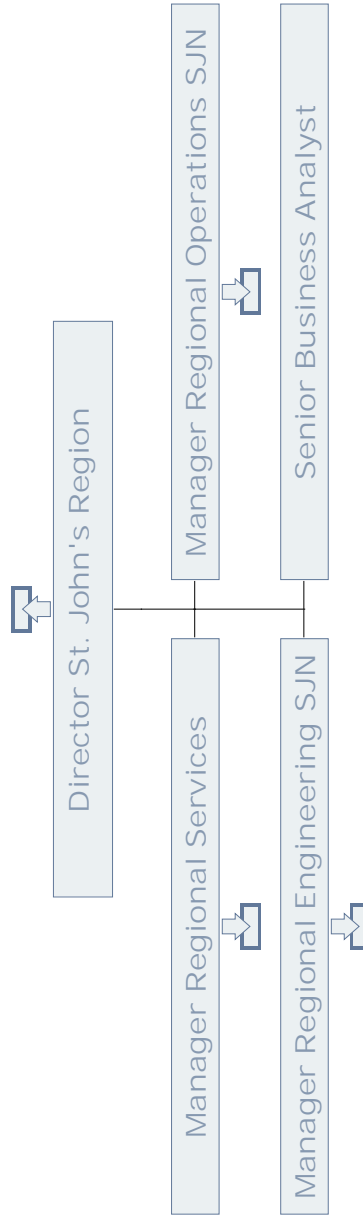 Director St. John's Region
Manager Regional Services
Manager Regional Operations SJN
Manager Regional Engineering SJN
Senior Business Analyst